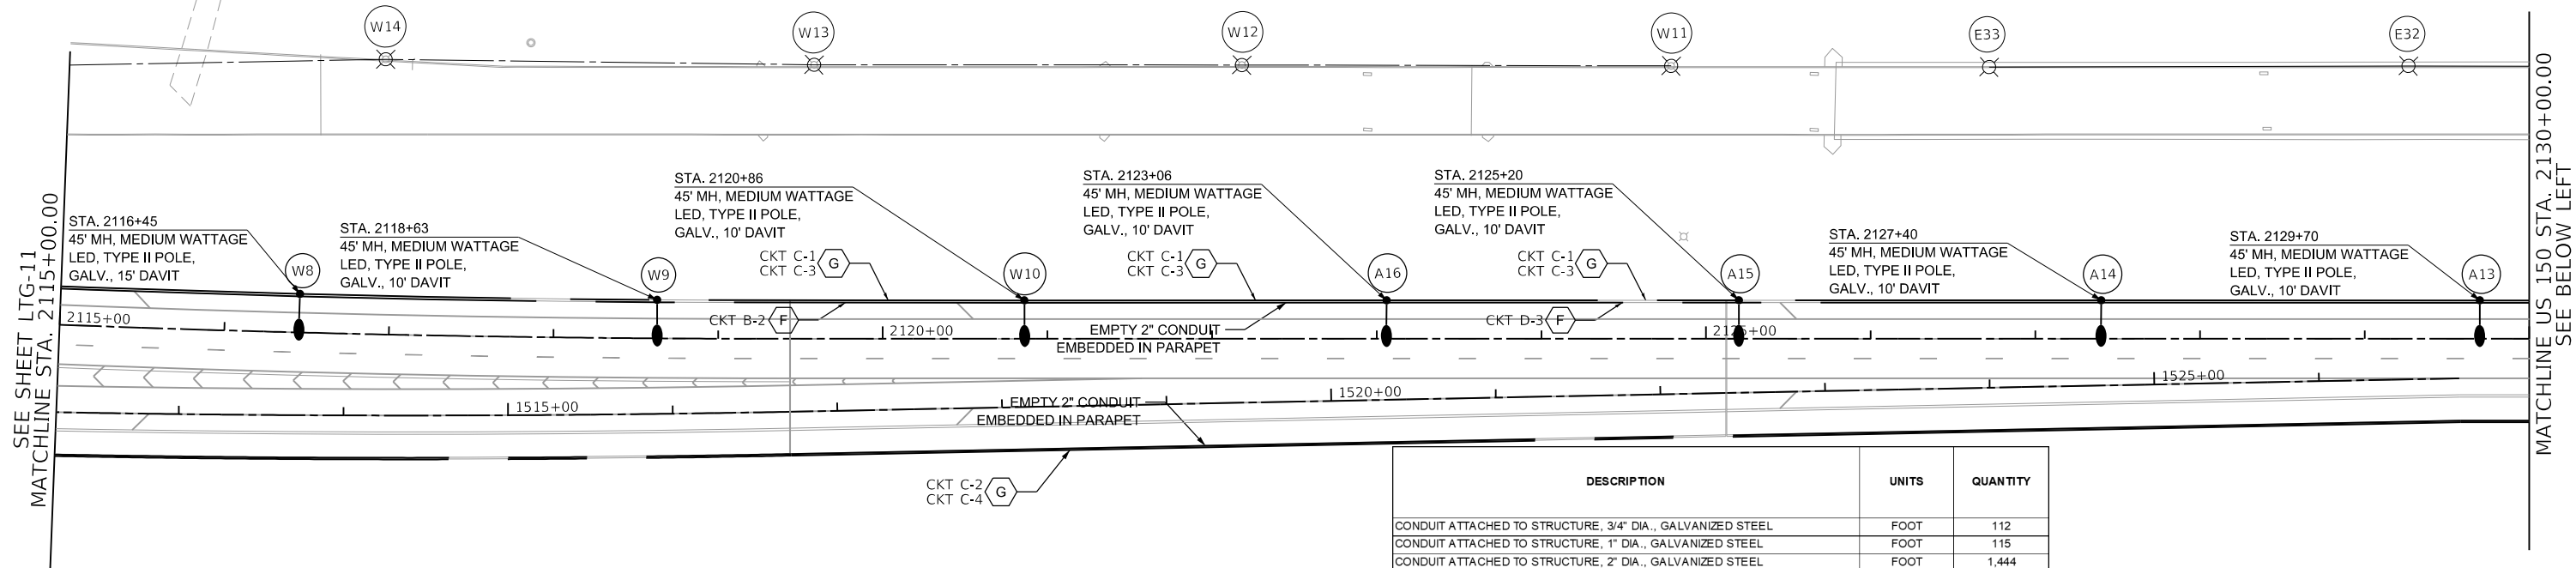 W14
W13
W12
W11
E33
E32
SEE SHEET LTG-11
MATCHLINE STA. 2115+00.00
STA. 2116+45
45' MH, MEDIUM WATTAGE
LED, TYPE II POLE,
GALV., 15' DAVIT
W8
STA. 2118+63
45' MH, MEDIUM WATTAGE
LED, TYPE II POLE,
GALV., 10' DAVIT
W9
STA. 2120+86
45' MH, MEDIUM WATTAGE
LED, TYPE II POLE,
GALV., 10' DAVIT
CKT C-1
CKT C-3
G
W10
STA. 2123+06
45' MH, MEDIUM WATTAGE
LED, TYPE II POLE,
GALV., 10' DAVIT
CKT C-1
CKT C-3
G
A16
STA. 2125+20
45' MH, MEDIUM WATTAGE
LED, TYPE II POLE,
GALV., 10' DAVIT
CKT C-1
CKT C-3
G
A15
STA. 2127+40
45' MH, MEDIUM WATTAGE
LED, TYPE II POLE,
GALV., 10' DAVIT
A14
STA. 2129+70
45' MH, MEDIUM WATTAGE
LED, TYPE II POLE,
GALV., 10' DAVIT
A13
MATCHLINE US 150 STA. 2130+00.00
SEE BELOW LEFT
2115+00
CKT B-2 F
2120+00
EMPTY 2" CONDUIT
EMBEDDED IN PARAPET
CKT D-3 F
2125+00
1515+00
EMPTY 2" CONDUIT
EMBEDDED IN PARAPET
1520+00
1525+00
CKT C-2
CKT C-4
G
DESCRIPTION UNITS QUANTITY
CONDUIT ATTACHED TO STRUCTURE, 3/4" DIA., GALVANIZED STEEL FOOT 112
CONDUIT ATTACHED TO STRUCTURE, 1" DIA., GALVANIZED STEEL FOOT 115
CONDUIT ATTACHED TO STRUCTURE, 2" DIA., GALVANIZED STEEL FOOT 1,444